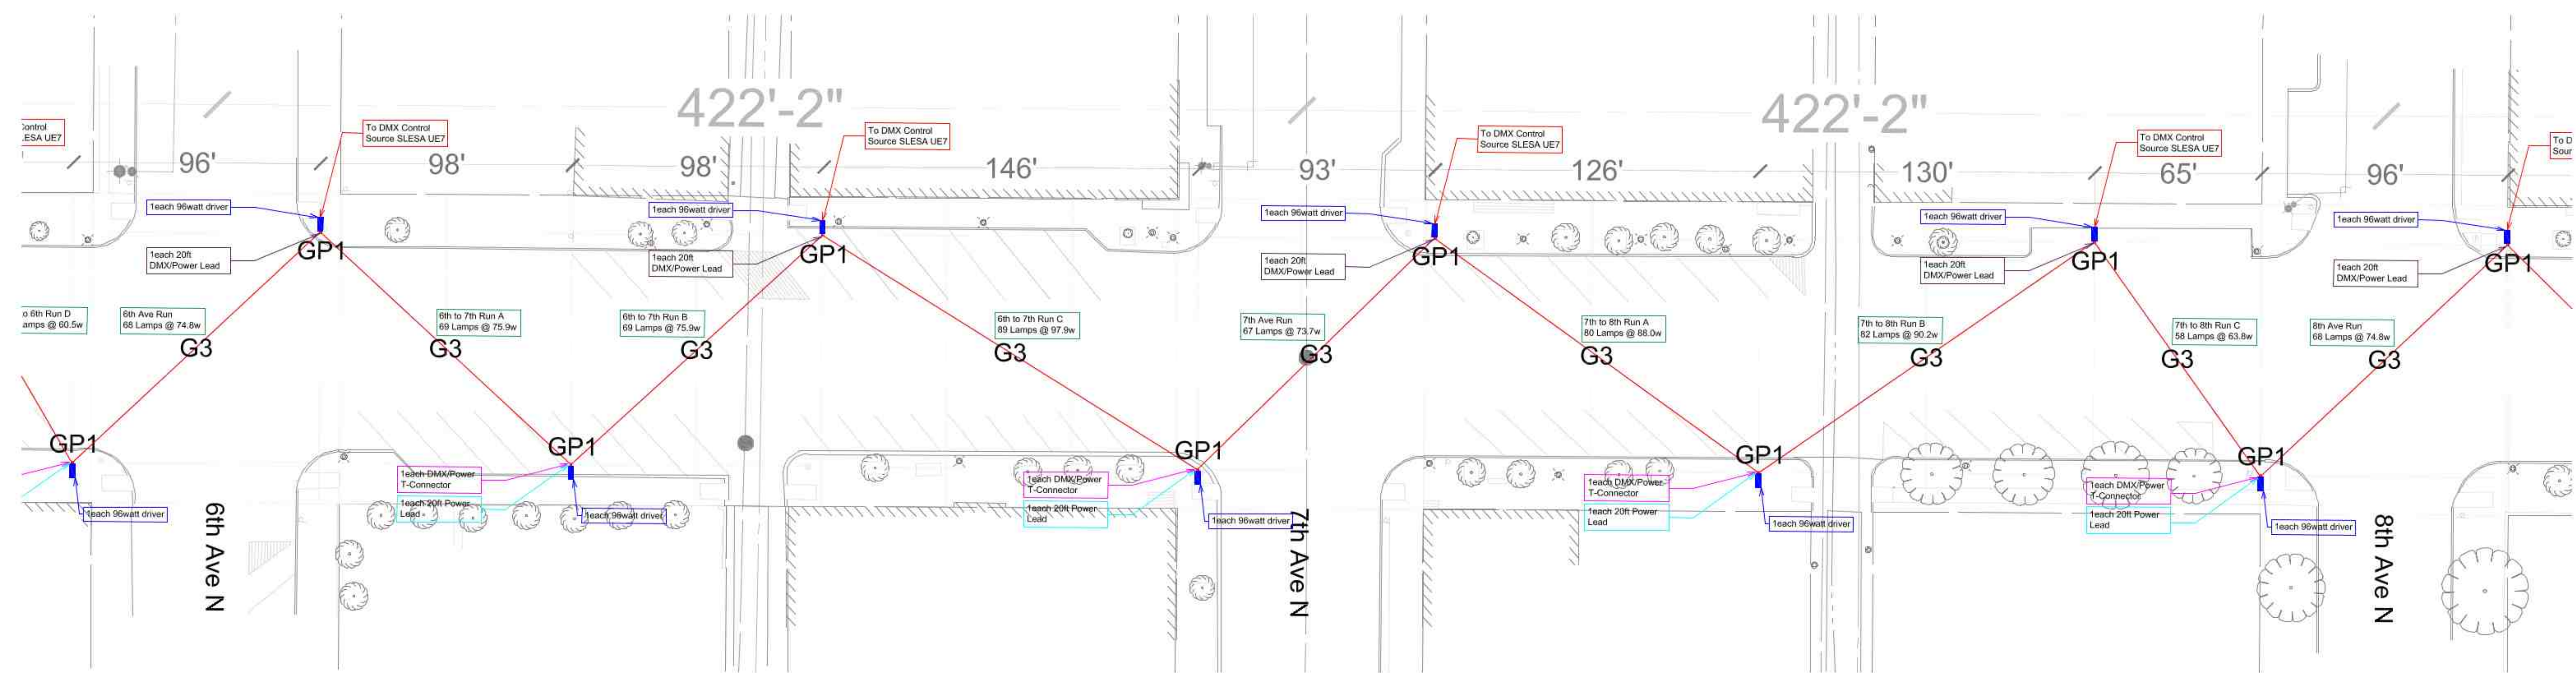 422'-2"
422'-2"
Control
LESA UE7
To DMX Control
Source SLESA UE7
To DMX Control
Source SLESA UE7
To DMX Control
Source SLESA UE7
To DMX Control
Source SLESA UE7
To D
Sour
96'
98'
98'
146'
93'
126'
130'
65'
96'
1each 96watt driver
1each 96watt driver
1each 96watt driver
1each 96watt driver
1each 96watt driver
1each 20ft
DMX/Power Lead
1each 20ft
DMX/Power Lead
1each 20ft
DMX/Power Lead
1each 20ft
DMX/Power Lead
1each 20ft
DMX/Power Lead
GP1
GP1
GP1
GP1
GP1
o 6th Run D
amps @ 60.5w
6th Ave Run
68 Lamps @ 74.8w
6th to 7th Run A
69 Lamps @ 75.9w
6th to 7th Run B
69 Lamps @ 75.9w
6th to 7th Run C
89 Lamps @ 97.9w
7th Ave Run
67 Lamps @ 73.7w
7th to 8th Run A
80 Lamps @ 88.0w
7th to 8th Run B
82 Lamps @ 90.2w
7th to 8th Run C
58 Lamps @ 63.8w
8th Ave Run
68 Lamps @ 74.8w
G3
G3
G3
G3
G3
G3
G3
G3
G3
GP1
GP1
GP1
GP1
GP1
1each DMX/Power
T-Connector
1each DMX/Power
T-Connector
1each DMX/Power
T-Connector
1each DMX/Power
T-Connector
1each 20ft Power
Lead
1each 20ft Power
Lead
1each 20ft Power
Lead
1each 20ft Power
Lead
1each 96watt driver
1each 96watt driver
1each 96watt driver
1each 96watt driver
1each 96watt driver
6th Ave N
7th Ave N
8th Ave N